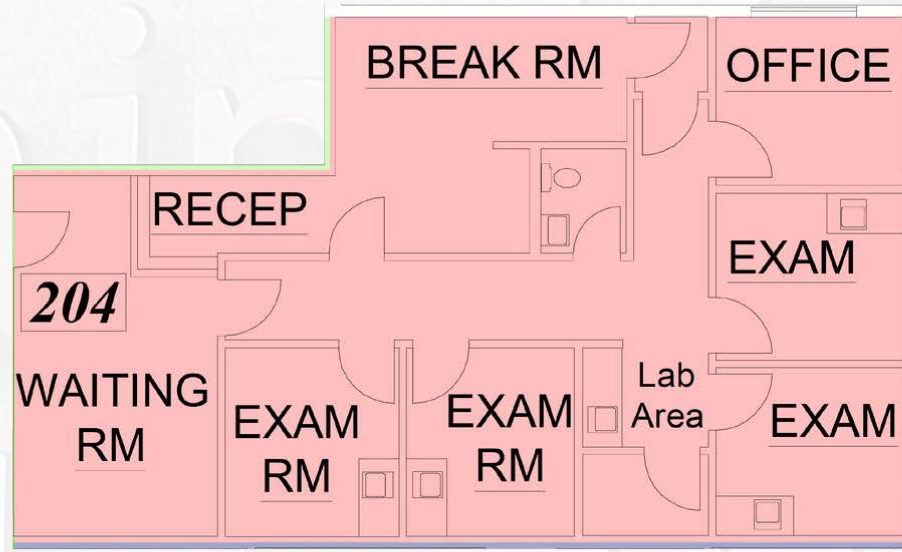 BREAK RM
OFFICE
RECEP
EXAM
204
WAITING
RM
EXAM
RM
EXAM
RM
Lab
Area
EXAM